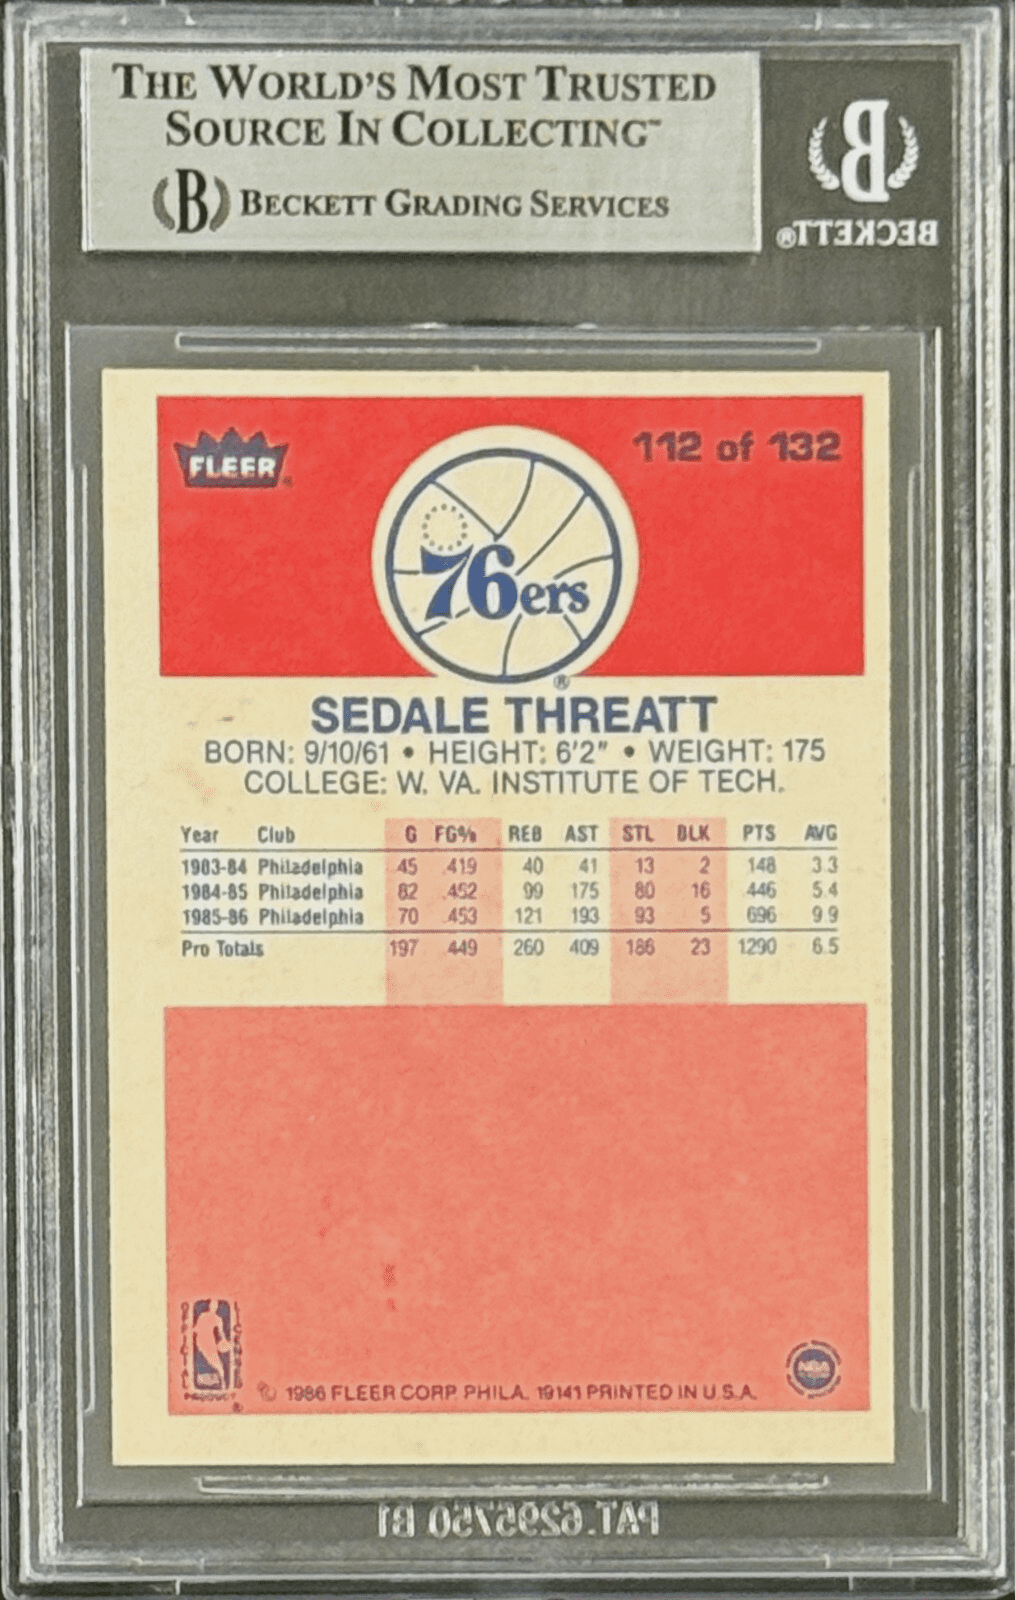 THE WORLD'S MOST TRUSTED
SOURCE IN COLLECTING™
B BECKETT GRADING SERVICES
B
BECKETT®
FLEER®
112 of 132
76ers®
SEDALE THREATT
BORN: 9/10/61 • HEIGHT: 6'2" • WEIGHT: 175
COLLEGE: W. VA. INSTITUTE OF TECH.
Year Club G FG% REB AST STL BLK PTS AVG
1983-84 Philadelphia 45 .419 40 41 13 2 148 3.3
1984-85 Philadelphia 82 .452 99 175 80 16 446 5.4
1985-86 Philadelphia 70 .453 121 193 93 5 696 9.9
Pro Totals 197 .449 260 409 186 23 1290 6.5
OFFICIAL LICENSED
NBA
PRODUCT®
© 1986 FLEER CORP. PHILA. 19141 PRINTED IN U.S.A.
NBA
PAT. 6295750 B1